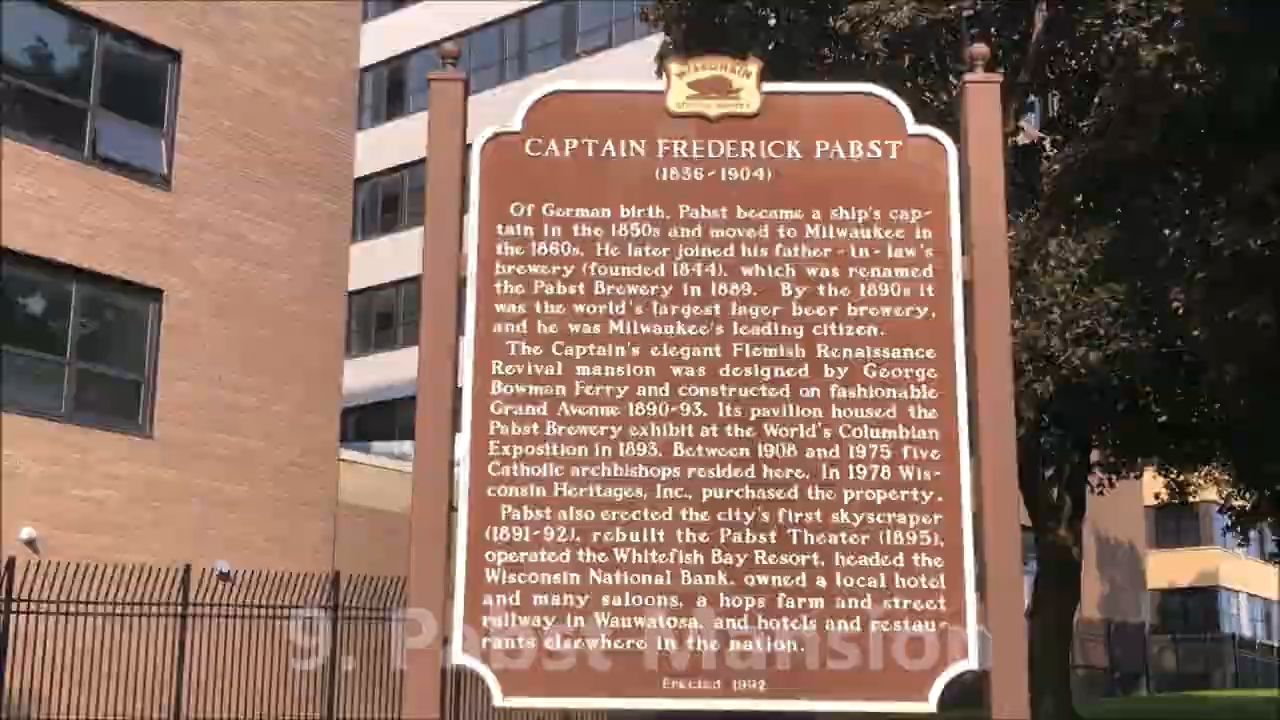 WISCONSIN
CAPTAIN FREDERICK PABST
(1836-1904)
Of German birth, Pabst became a ship's cap-
tain in the 1850s and moved to Milwaukee in
the 1860s. He later joined his father-in-law's
brewery (founded 1844), which was renamed
the Pabst Brewery in 1889. By the 1890s it
was the world's largest lager beer brewery,
and he was Milwaukee's leading citizen.
The Captain's elegant Flemish Renaissance
Revival mansion was designed by George
Bowman Ferry and constructed on fashionable
Grand Avenue 1890-93. Its pavilion housed the
Pabst Brewery exhibit at the World's Columbian
Exposition in 1893. Between 1908 and 1975 five
Catholic archbishops resided here. In 1978 Wis-
consin Heritages, Inc., purchased the property.
Pabst also erected the city's first skyscraper
(1891-92), rebuilt the Pabst Theater (1895),
operated the Whitefish Bay Resort, headed the
Wisconsin National Bank, owned a local hotel
and many saloons, a hops farm and street
railway in Wauwatosa, and hotels and restau-
rants elsewhere in the nation.
9. Pabst Mansion
Erected 1992